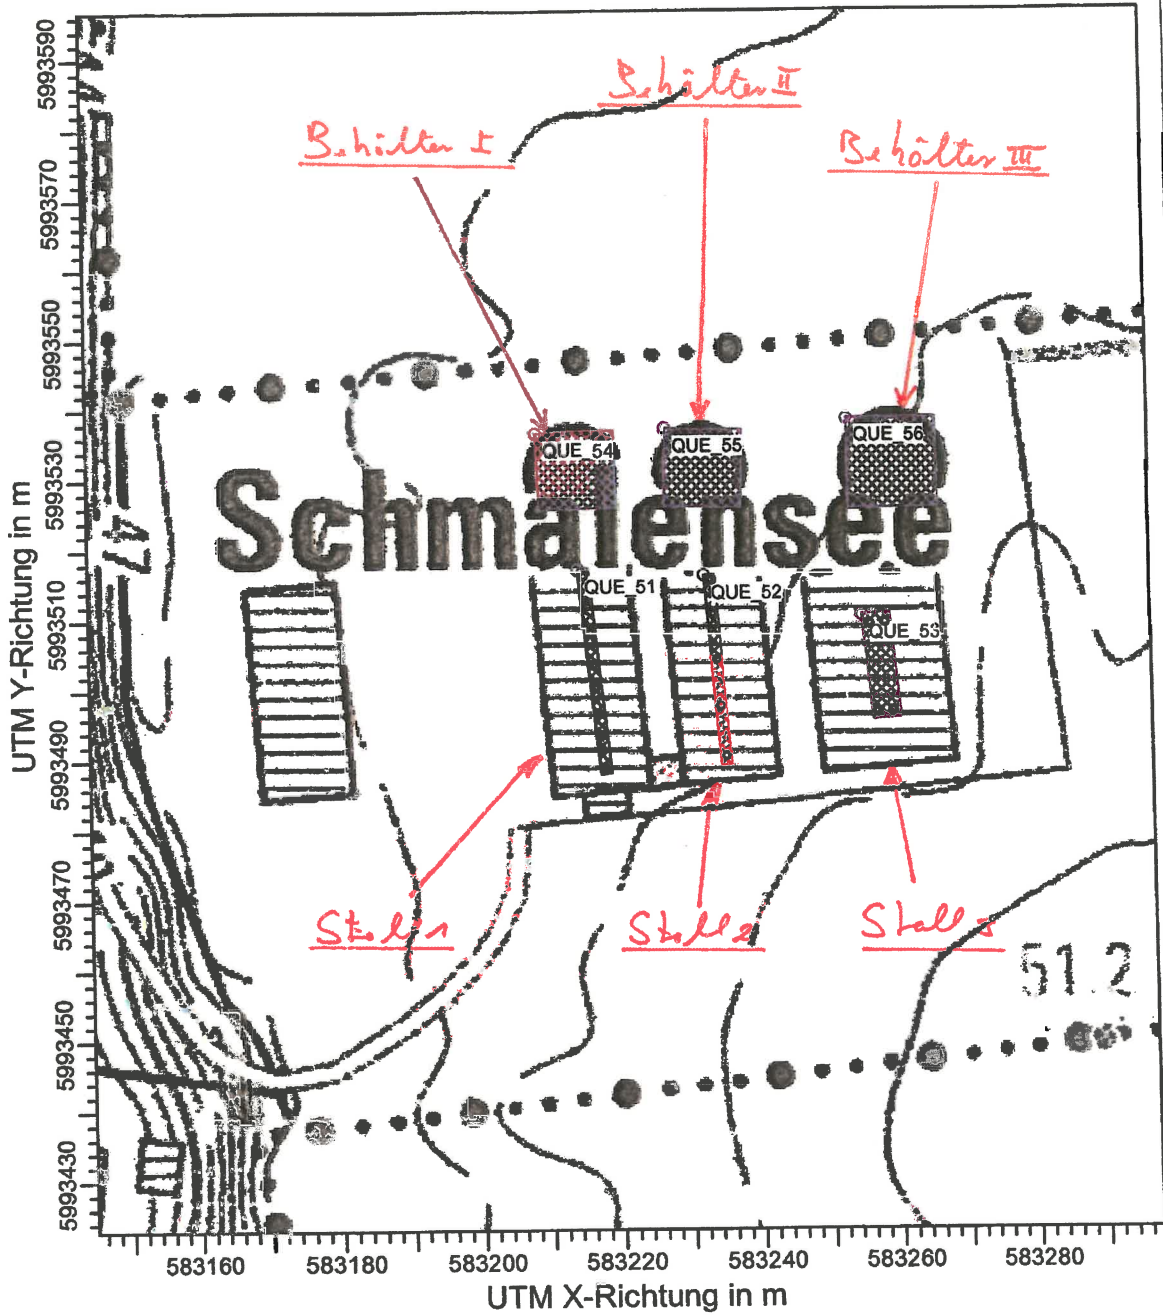 Behälter II
Behälter I
Behälter III
QUE_54
QUE_55
QUE_56
Schmalensee
QUE_51
QUE_52
QUE_53
Stall 1
Stall 2
Stall 3
51.2
UTM Y-Richtung in m
5993590
5993570
5993550
5993530
5993510
5993490
5993470
5993450
5993430
583160
583180
583200
583220
583240
583260
583280
UTM X-Richtung in m